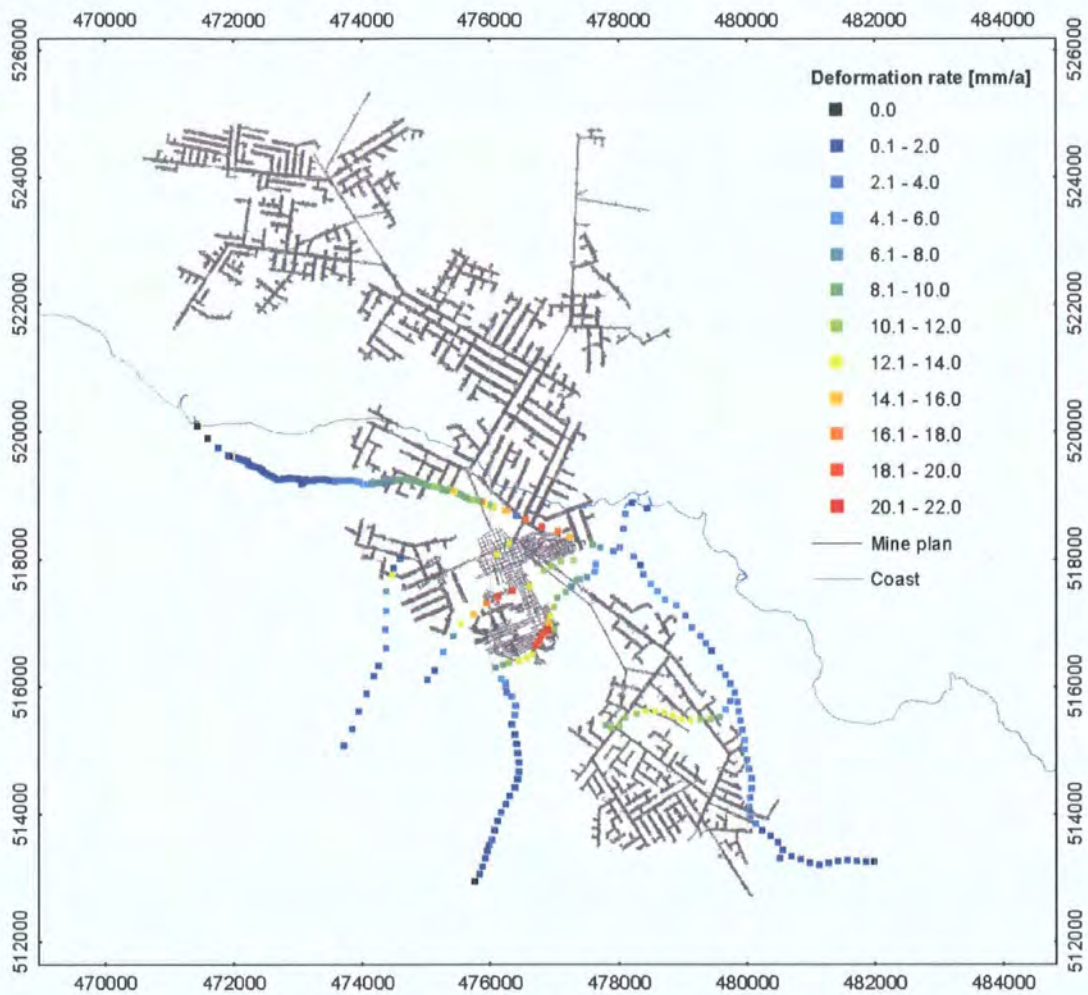 470000 472000 474000 476000 478000 480000 482000 484000
526000 526000
Deformation rate [mm/a]
0.0
0.1 - 2.0
2.1 - 4.0
4.1 - 6.0
6.1 - 8.0
8.1 - 10.0
10.1 - 12.0
12.1 - 14.0
14.1 - 16.0
16.1 - 18.0
18.1 - 20.0
20.1 - 22.0
Mine plan
Coast
524000 524000
522000 522000
520000 520000
518000 518000
516000 516000
514000 514000
512000 512000
470000 472000 474000 476000 478000 480000 482000 484000